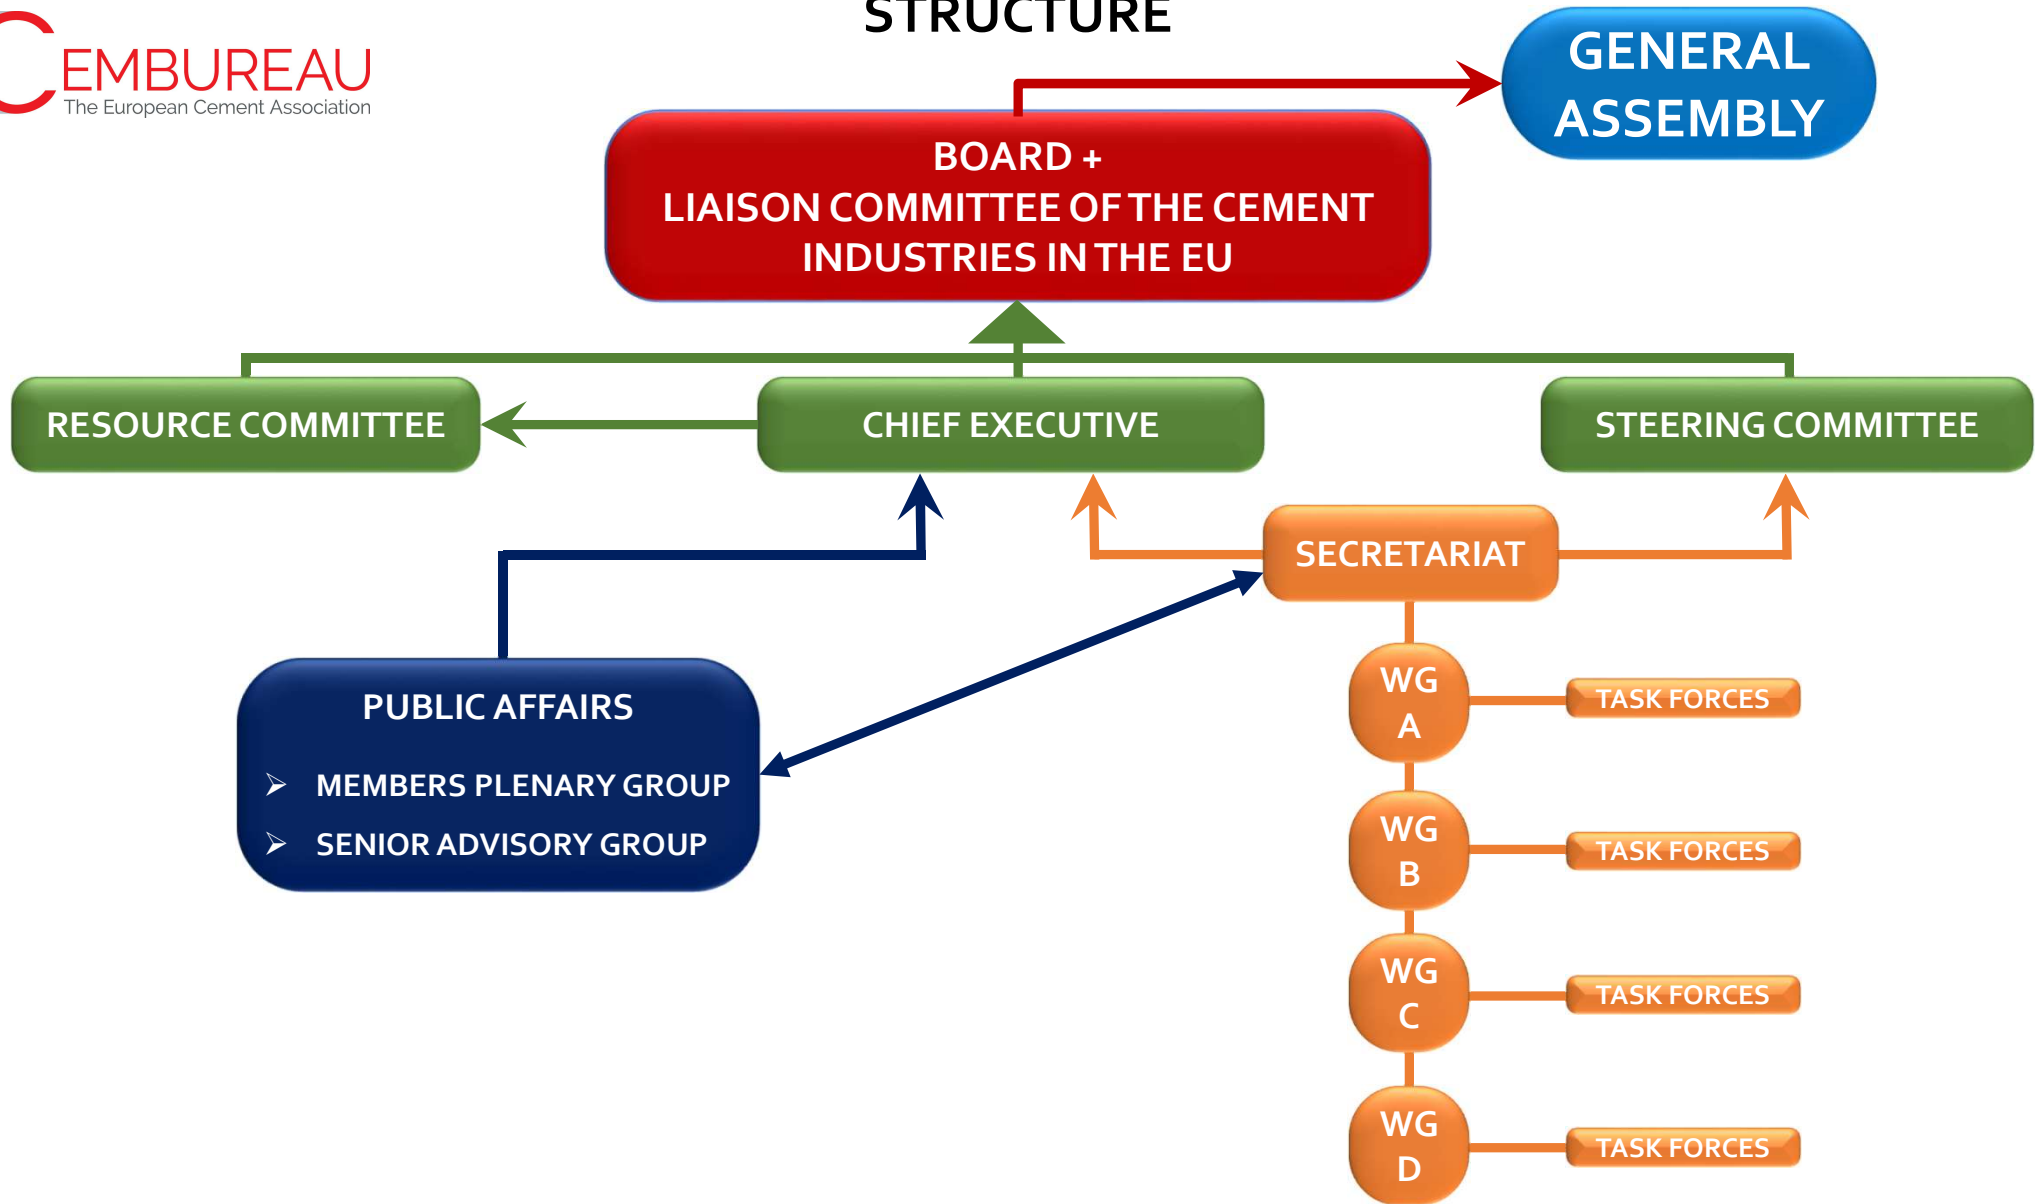 STRUCTURE
CEMBUREAU
The European Cement Association
GENERAL
ASSEMBLY
BOARD +
LIAISON COMMITTEE OF THE CEMENT
INDUSTRIES IN THE EU
RESOURCE COMMITTEE
CHIEF EXECUTIVE
STEERING COMMITTEE
SECRETARIAT
PUBLIC AFFAIRS
➢ MEMBERS PLENARY GROUP
➢ SENIOR ADVISORY GROUP
WG
A
TASK FORCES
WG
B
TASK FORCES
WG
C
TASK FORCES
WG
D
TASK FORCES